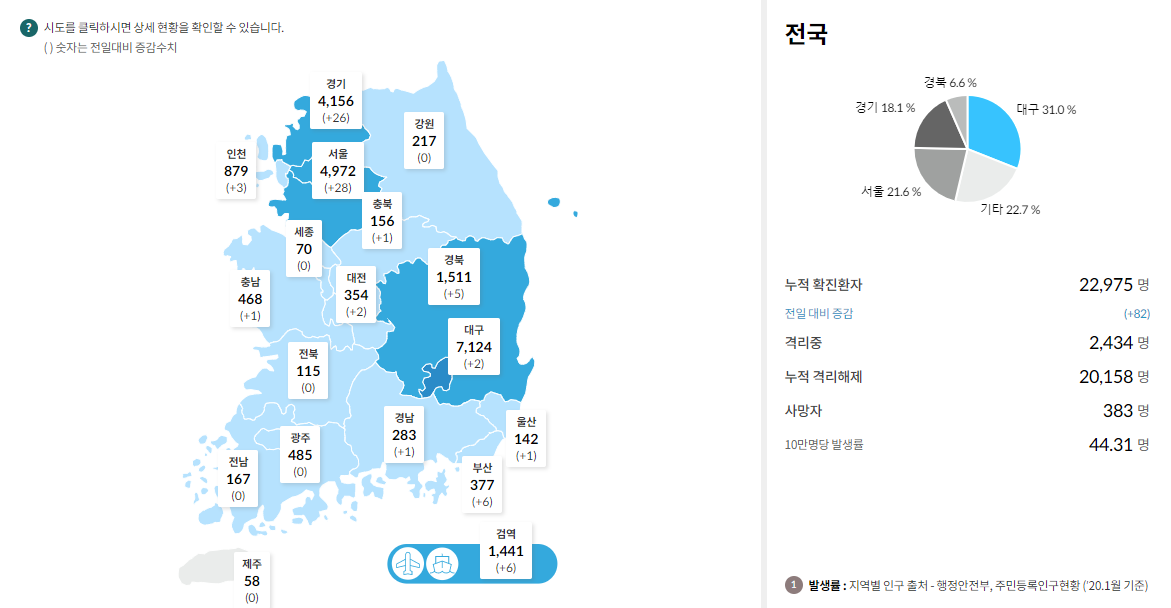 ? 시도를 클릭하시면 상세 현황을 확인할 수 있습니다.
( ) 숫자는 전일대비 증감수치
경기
4,156
(+26)
강원
217
(0)
인천
879
(+3)
서울
4,972
(+28)
충북
156
(+1)
세종
70
(0)
경북
1,511
(+5)
대전
354
(+2)
충남
468
(+1)
대구
7,124
(+2)
전북
115
(0)
경남
283
(+1)
울산
142
(+1)
광주
485
(0)
전남
167
(0)
부산
377
(+6)
검역
1,441
(+6)
제주
58
(0)
전국
경북 6.6 %
경기 18.1 %
대구 31.0 %
서울 21.6 %
기타 22.7 %
누적 확진환자 22,975 명
전일 대비 증감 (+82)
격리중 2,434 명
누적 격리해제 20,158 명
사망자 383 명
10만명당 발생률 44.31 명
1 발생률 : 지역별 인구 출처 - 행정안전부, 주민등록인구현황 ('20.1월 기준)